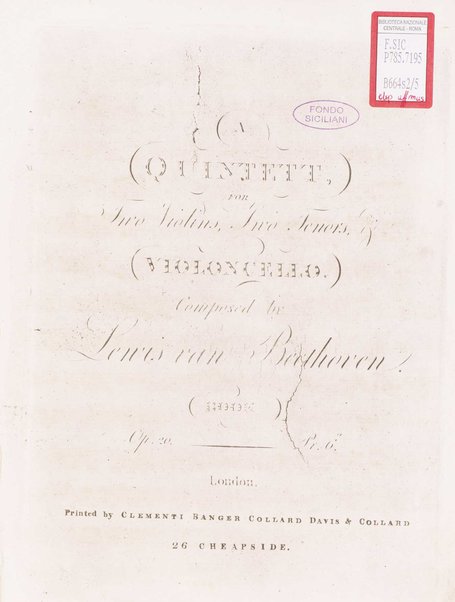 BIBLIOTECA NAZIONALE
CENTRALE - ROMA
F.SIC
P785.7195
B664s2/5
FONDO
SICILIANI
A
QUINTETT,
FOR
Two Violins, Two Tenors, &
VIOLONCELLO.
Composed by
Lewis van Beethoven.
Op. 20. Pr. 6s
London.
Printed by CLEMENTI BANGER COLLARD DAVIS & COLLARD
26 CHEAPSIDE.